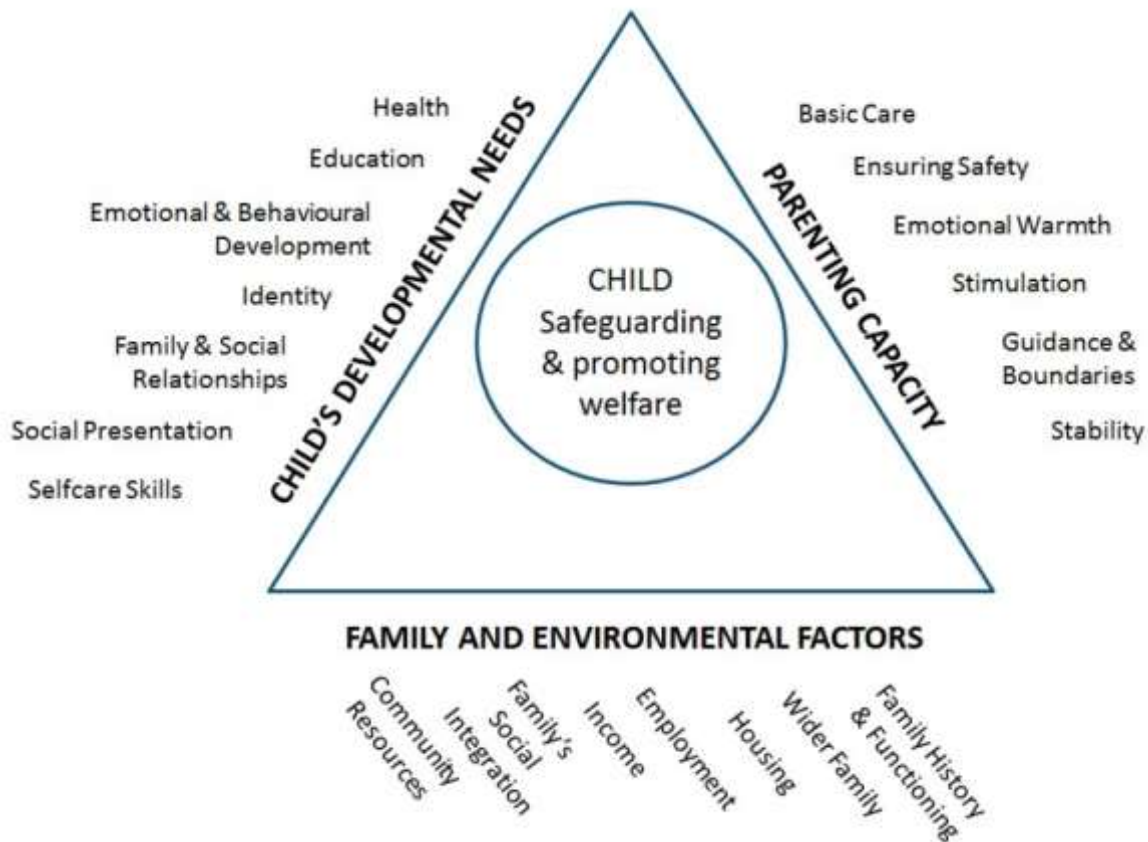 Health
Education
Emotional & Behavioural
Development
Identity
Family & Social
Relationships
Social Presentation
Selfcare Skills
CHILD'S DEVELOPMENTAL NEEDS
CHILD
Safeguarding
& promoting
welfare
PARENTING CAPACITY
Basic Care
Ensuring Safety
Emotional Warmth
Stimulation
Guidance &
Boundaries
Stability
FAMILY AND ENVIRONMENTAL FACTORS
Community
Resources
Family's
Social
Integration
Income
Employment
Housing
Wider Family
Family History
& Functioning